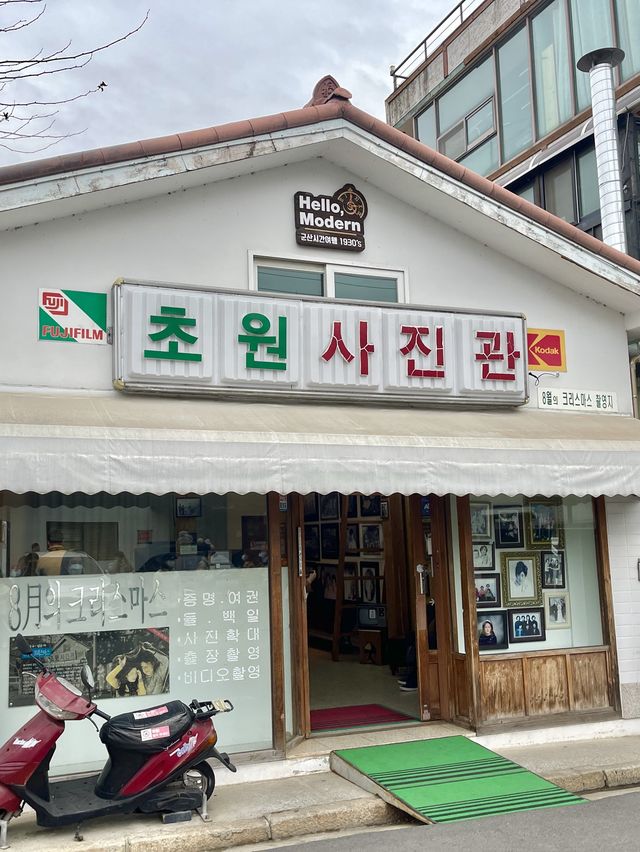 Hello,
Modern
군산시간여행 1930's
FUJI
FUJIFILM
초원사진관
Kodak
8월의 크리스마스 촬영지
8月의 크리스마스
·증명.여권
·돌.백일
·사진확대
·출장촬영
·비디오촬영